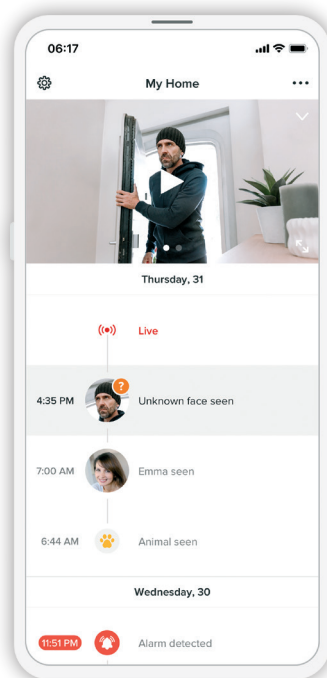 06:17
My Home
Thursday, 31
Live
4:35 PM ? Unknown face seen
7:00 AM Emma seen
6:44 AM Animal seen
Wednesday, 30
11:51 PM Alarm detected